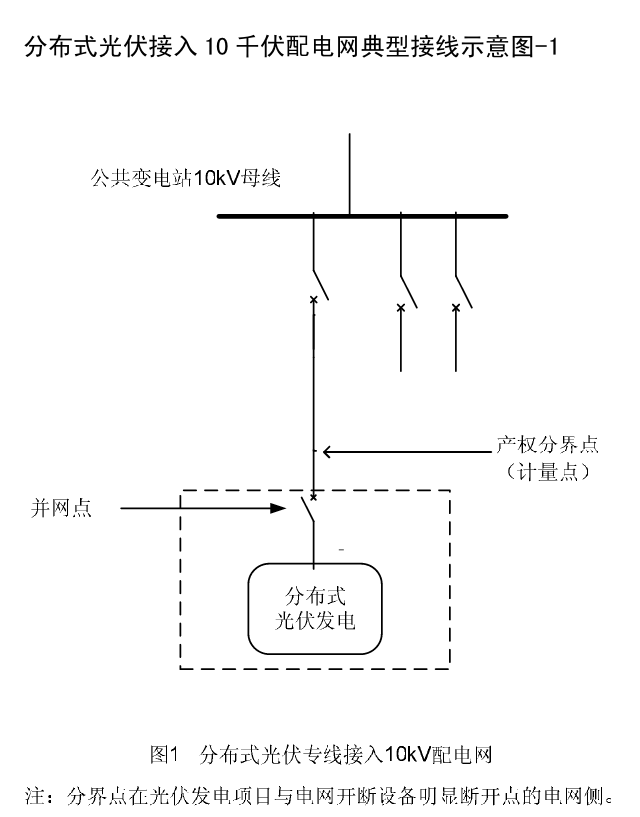 分布式光伏接入10千伏配电网典型接线示意图-1
公共变电站10kV母线
产权分界点
（计量点）
并网点
分布式
光伏发电
图1 分布式光伏专线接入10kV配电网
注：分界点在光伏发电项目与电网开断设备明显断开点的电网侧。